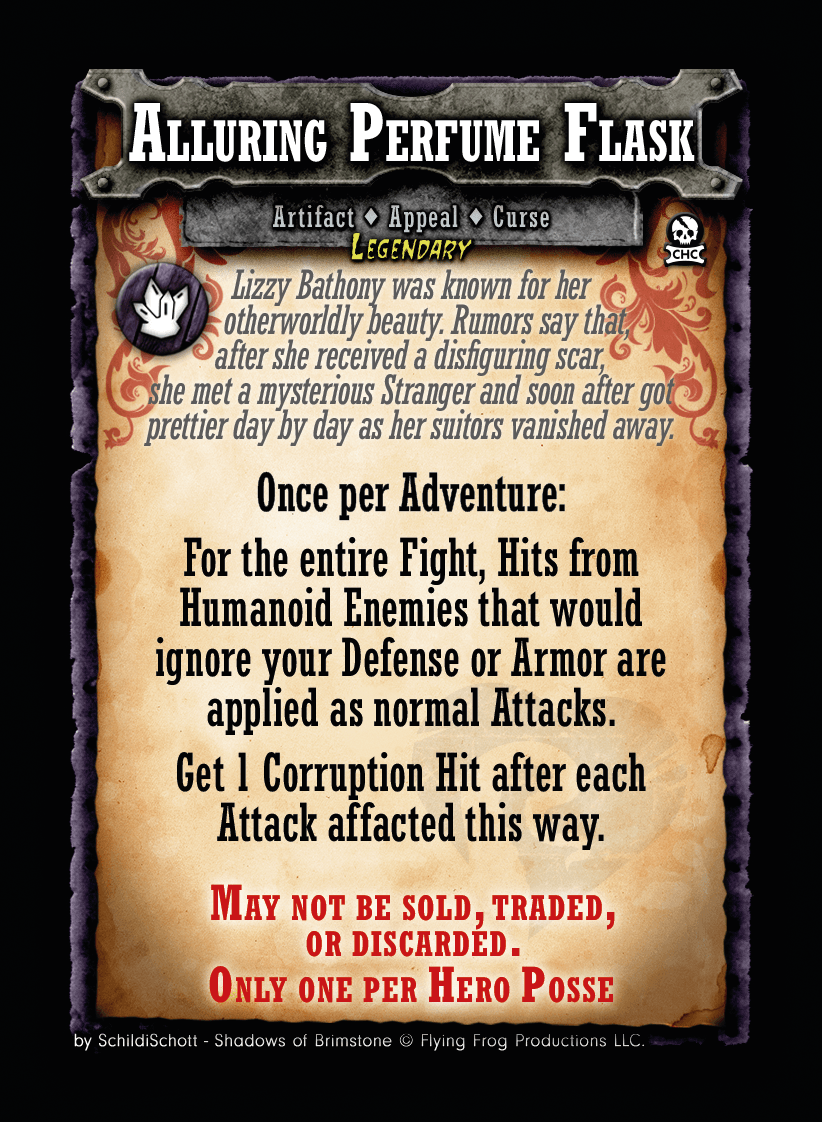 Alluring Perfume Flask
Artifact ♦ Appeal ♦ Curse
Legendary
CHC
Lizzy Bathony was known for her
otherworldly beauty. Rumors say that,
after she received a disfiguring scar,
she met a mysterious Stranger and soon after got
prettier day by day as her suitors vanished away.
Once per Adventure:
For the entire Fight, Hits from
Humanoid Enemies that would
ignore your Defense or Armor are
applied as normal Attacks.
Get 1 Corruption Hit after each
Attack affacted this way.
May not be sold, traded,
or discarded.
Only one per Hero Posse
by SchildiSchott - Shadows of Brimstone © Flying Frog Productions LLC.